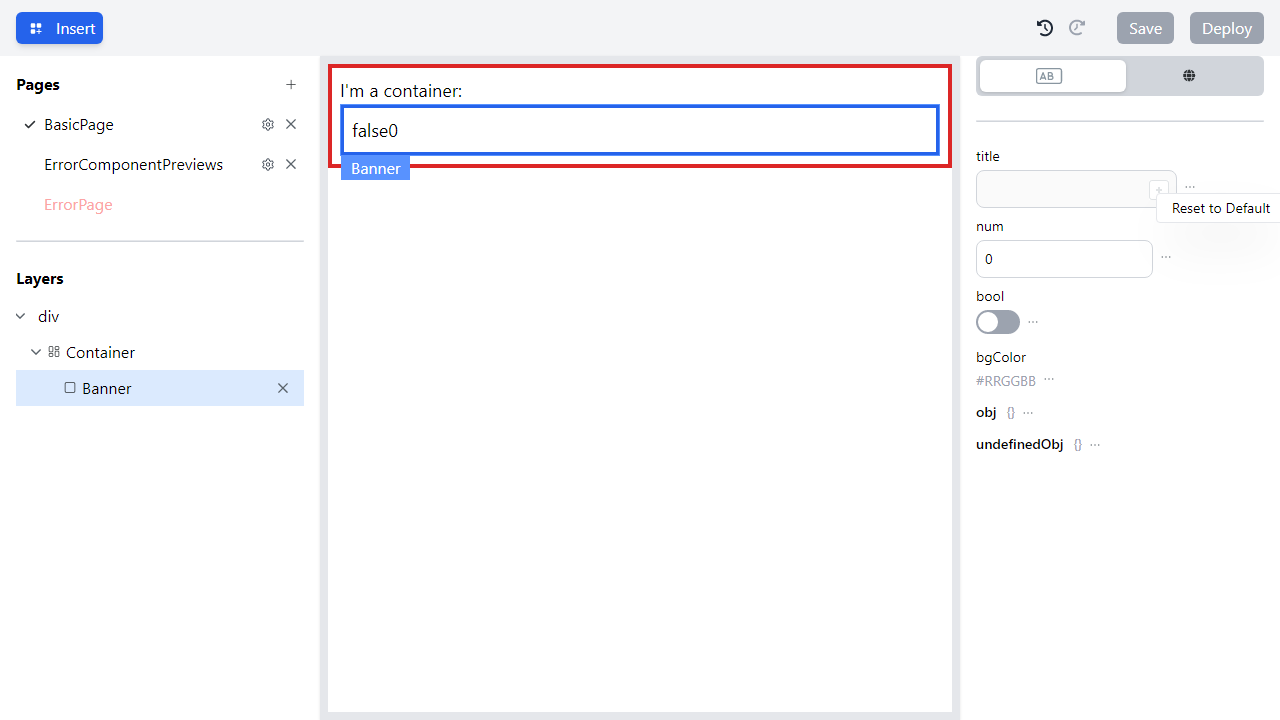 Insert
Save
Deploy
Pages
BasicPage
ErrorComponentPreviews
ErrorPage
Layers
div
Container
Banner
I'm a container:
false0
Banner
AB
title
Reset to Default
num
0
bool
bgColor
#RRGGBB
obj {}
undefinedObj {}